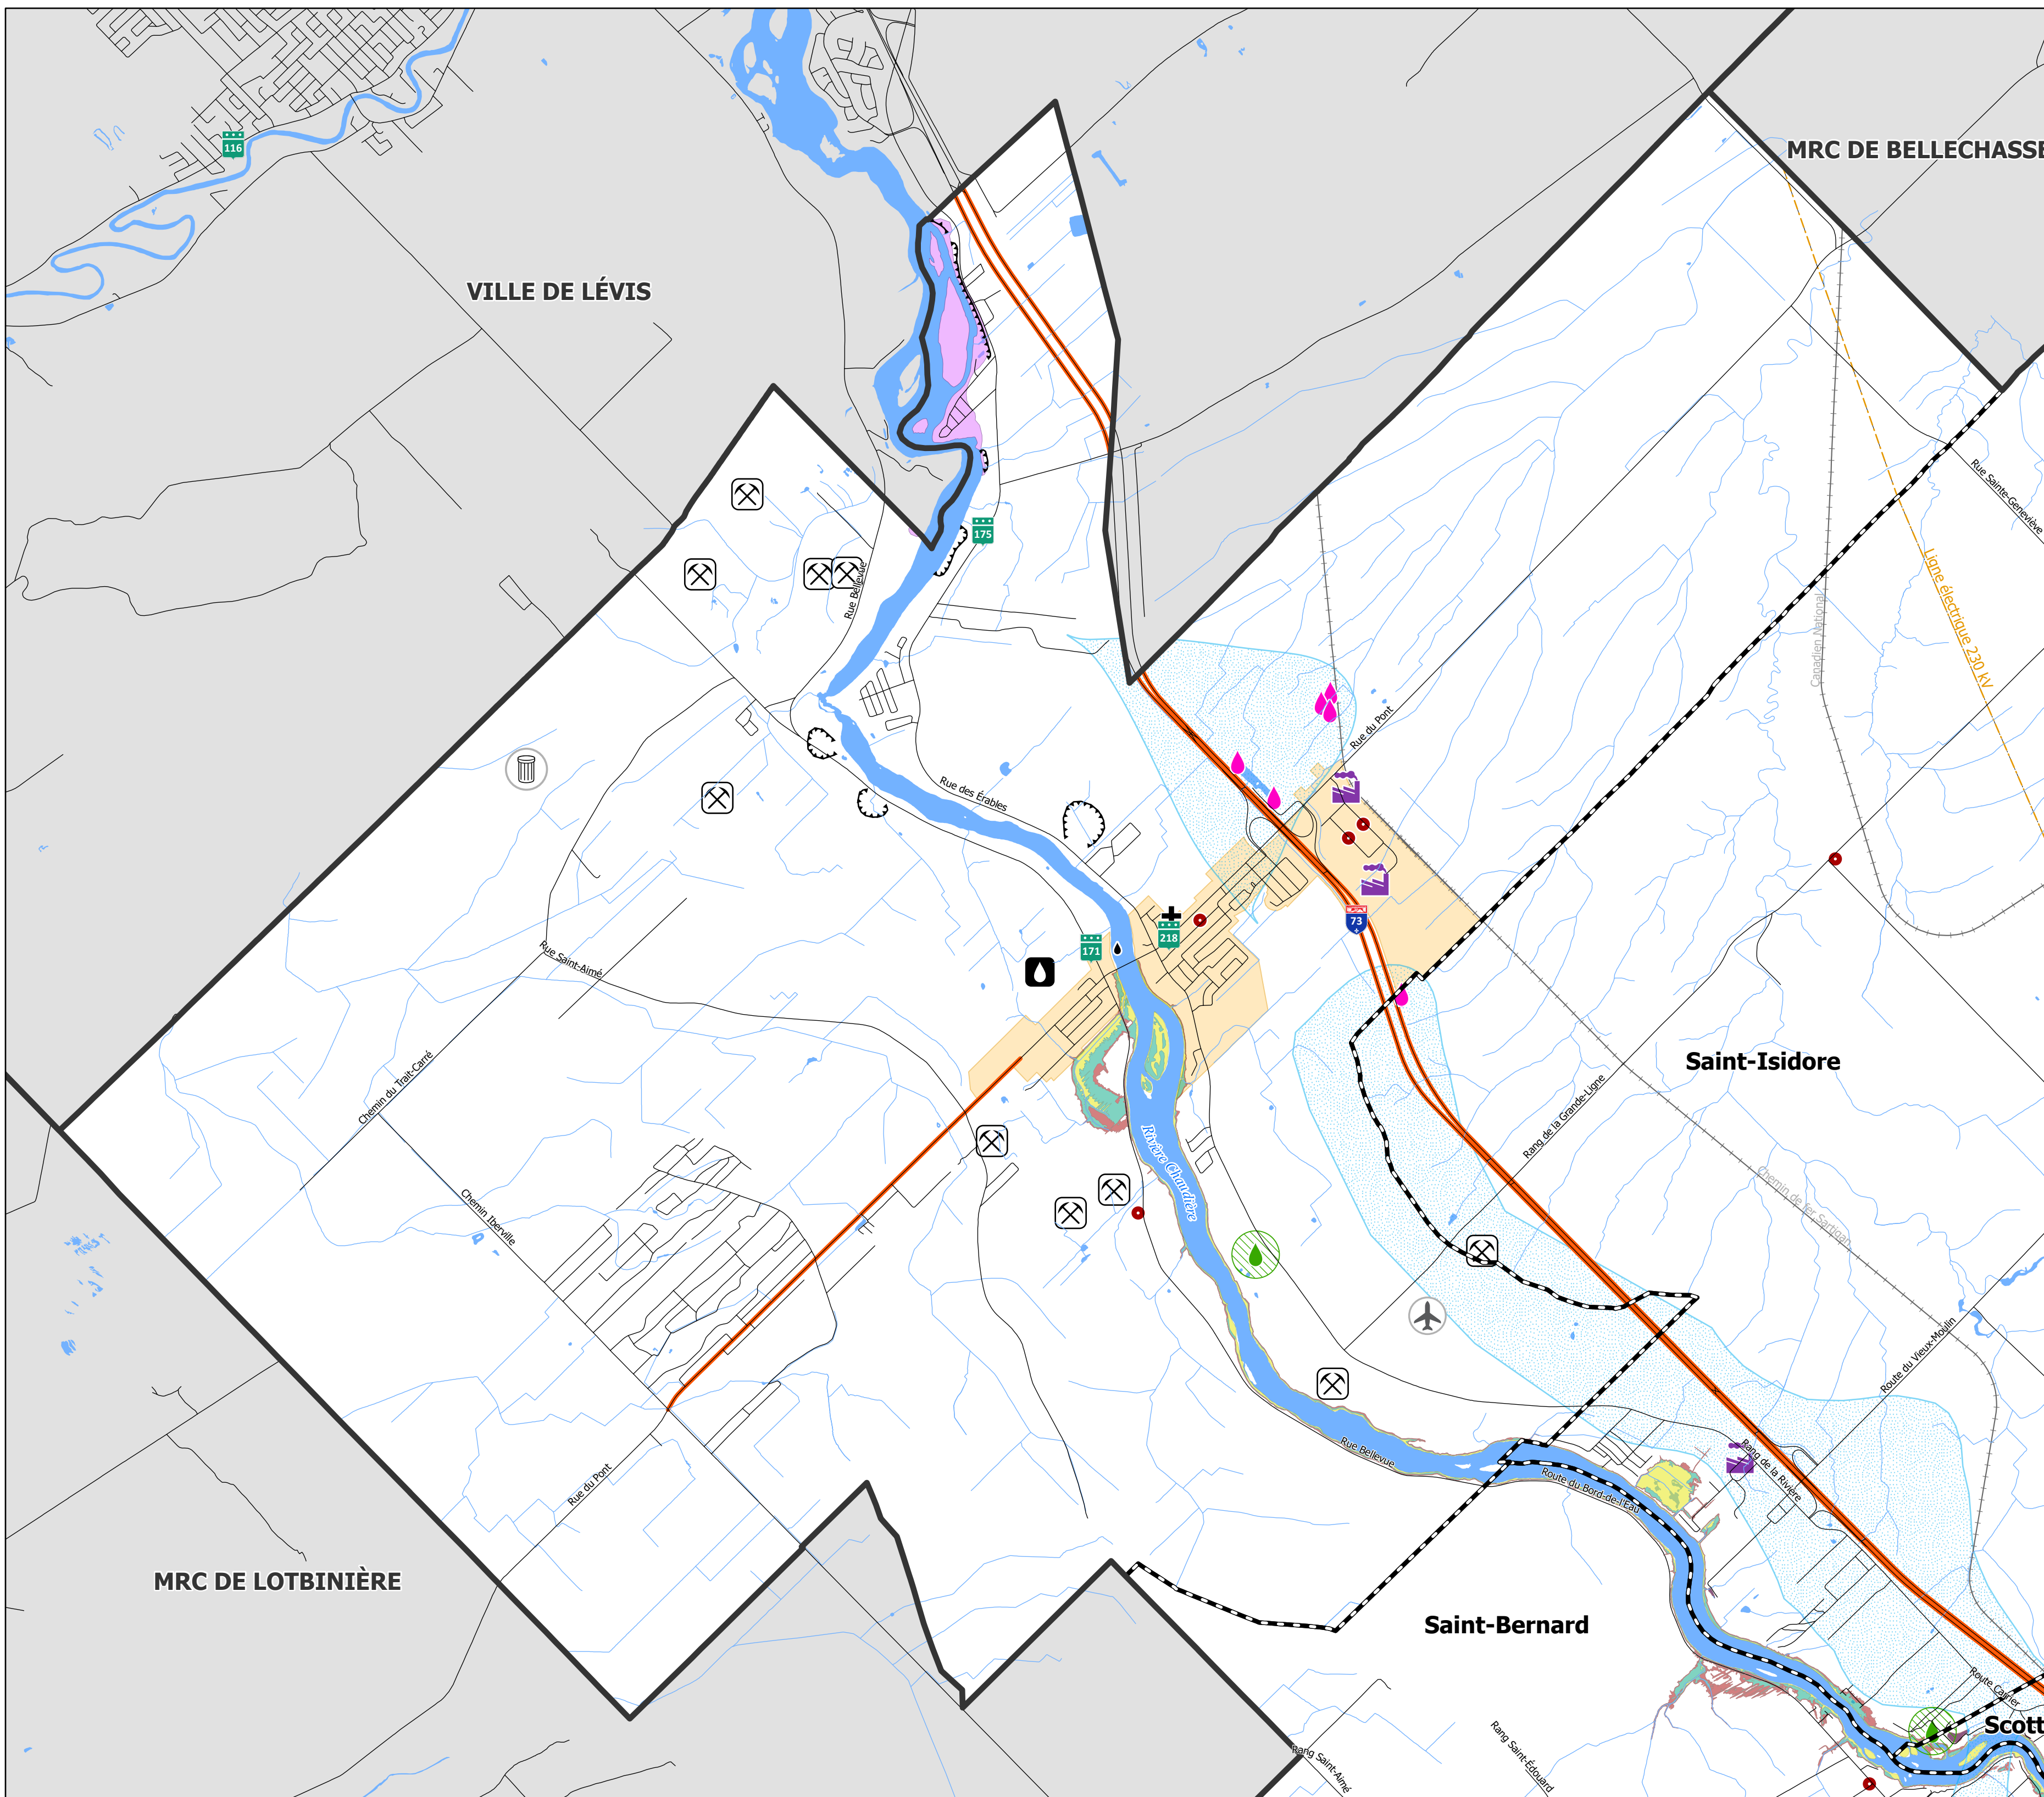 MRC DE BELLECHASSE
116
VILLE DE LÉVIS
Rue Sainte-Geneviève
175
Rue Bellevue
Ligne électrique 230 kV
Canadien National
Rue du Pont
Rue des Érables
73
218
171
Rue Saint-Aimé
Saint-Isidore
Chemin du Trait-Carré
Rang de la Grande-Ligne
Rivière Chaudière
Chemin de fer Sartigan
Chemin Iberville
Route du Vieux-Moulin
Rue Bellevue
Rang de la Rivière
Route du Bord-de-l'Eau
Rue du Pont
MRC DE LOTBINIÈRE
Saint-Bernard
Route Carrier
Scott
Rang Saint-Aimé
Rang Saint-Édouard